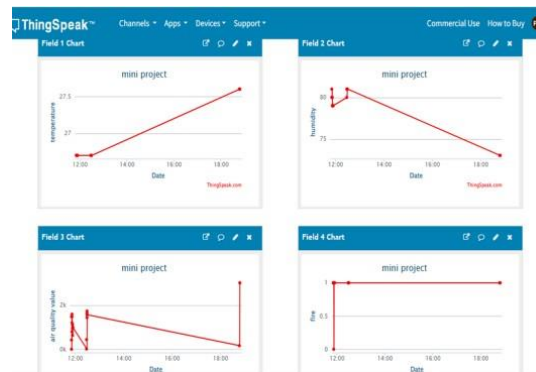 ThingSpeak™ Channels Apps Devices Support Commercial Use How to Buy
Field 1 Chart
mini project
temperature
27.5
27
12:00 14:00 16:00 18:00
Date
ThingSpeak.com
Field 2 Chart
mini project
humidity
80
75
12:00 14:00 16:00 18:00
Date
ThingSpeak.com
Field 3 Chart
mini project
air quality value
2k
0k
12:00 14:00 16:00 18:00
Date
Field 4 Chart
mini project
fire
1
0.5
0
12:00 14:00 16:00 18:00
Date